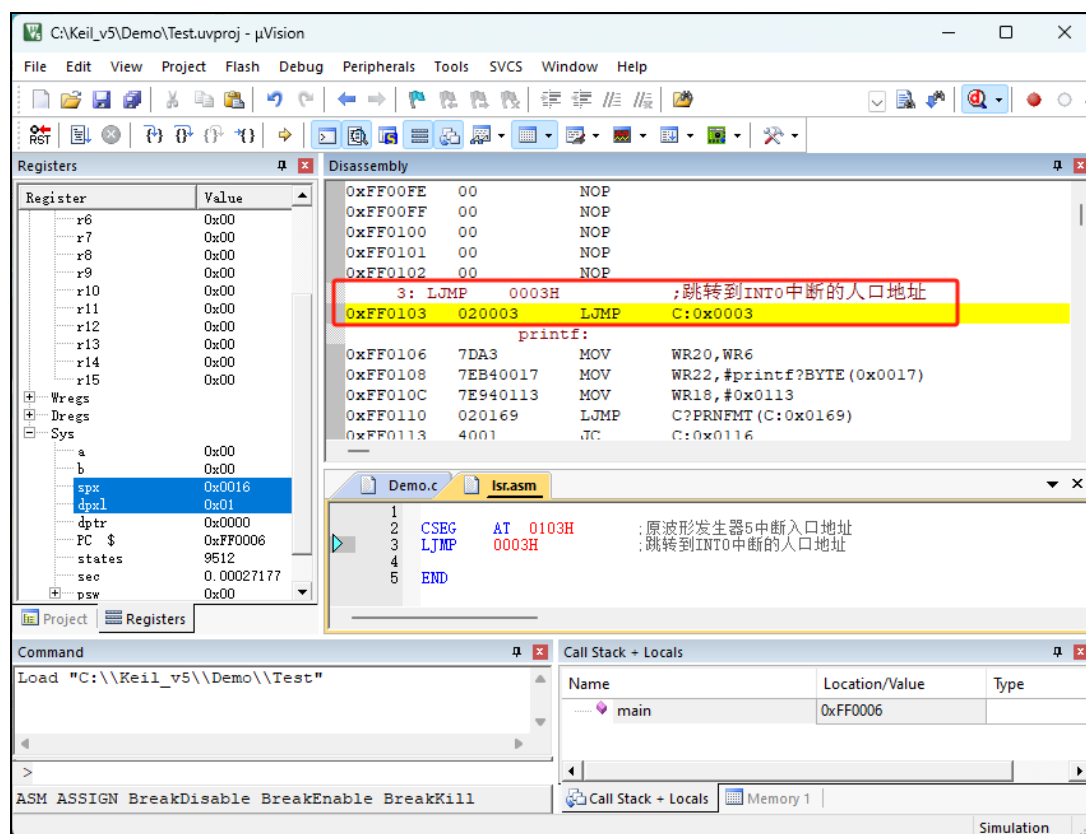 C:\Keil_v5\Demo\Test.uvproj - µVision
File Edit View Project Flash Debug Peripherals Tools SVCS Window Help
RST
Registers
Register Value
r6 0x00
r7 0x00
r8 0x00
r9 0x00
r10 0x00
r11 0x00
r12 0x00
r13 0x00
r14 0x00
r15 0x00
Wregs
Dregs
Sys
a 0x00
b 0x00
spx 0x0016
dpxl 0x01
dptr 0x0000
PC $ 0xFF0006
states 9512
sec 0.00027177
psw 0x00
Project Registers
Disassembly
0xFF00FE 00 NOP
0xFF00FF 00 NOP
0xFF0100 00 NOP
0xFF0101 00 NOP
0xFF0102 00 NOP
3: LJMP 0003H ;跳转到INT0中断的人口地址
0xFF0103 020003 LJMP C:0x0003
printf:
0xFF0106 7DA3 MOV WR20,WR6
0xFF0108 7EB40017 MOV WR22,#printf?BYTE(0x0017)
0xFF010C 7E940113 MOV WR18,#0x0113
0xFF0110 020169 LJMP C?PRNFMT(C:0x0169)
0xFF0113 4001 JC C:0x0116
Demo.c Isr.asm
1
2 CSEG AT 0103H ;原波形发生器5中断入口地址
3 LJMP 0003H ;跳转到INT0中断的人口地址
4
5 END
Command
Load "C:\\Keil_v5\\Demo\\Test"
>
ASM ASSIGN BreakDisable BreakEnable BreakKill
Call Stack + Locals
Name Location/Value Type
main 0xFF0006
Call Stack + Locals Memory 1
Simulation